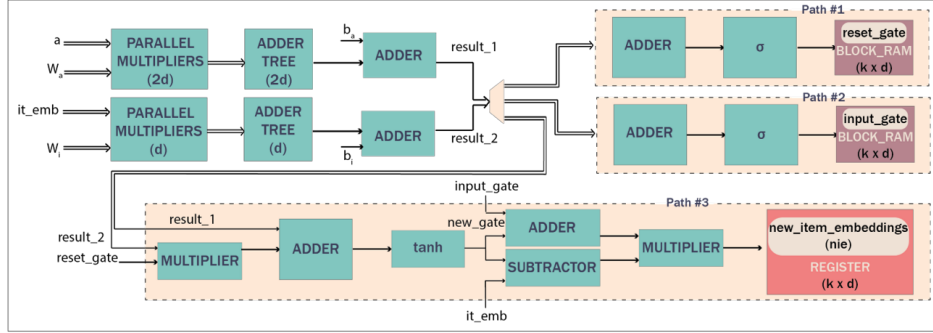 Path #1
a
W_a
PARALLEL
MULTIPLIERS
(2d)
ADDER
TREE
(2d)
b_a
ADDER
result_1
ADDER
σ
reset_gate
BLOCK_RAM
(k x d)
it_emb
W_i
PARALLEL
MULTIPLIERS
(d)
ADDER
TREE
(d)
ADDER
b_i
result_2
Path #2
ADDER
σ
input_gate
BLOCK_RAM
(k x d)
input_gate
Path #3
result_1
result_2
reset_gate
MULTIPLIER
ADDER
tanh
new_gate
ADDER
SUBTRACTOR
it_emb
MULTIPLIER
new_item_embeddings
(nie)
REGISTER
(k x d)